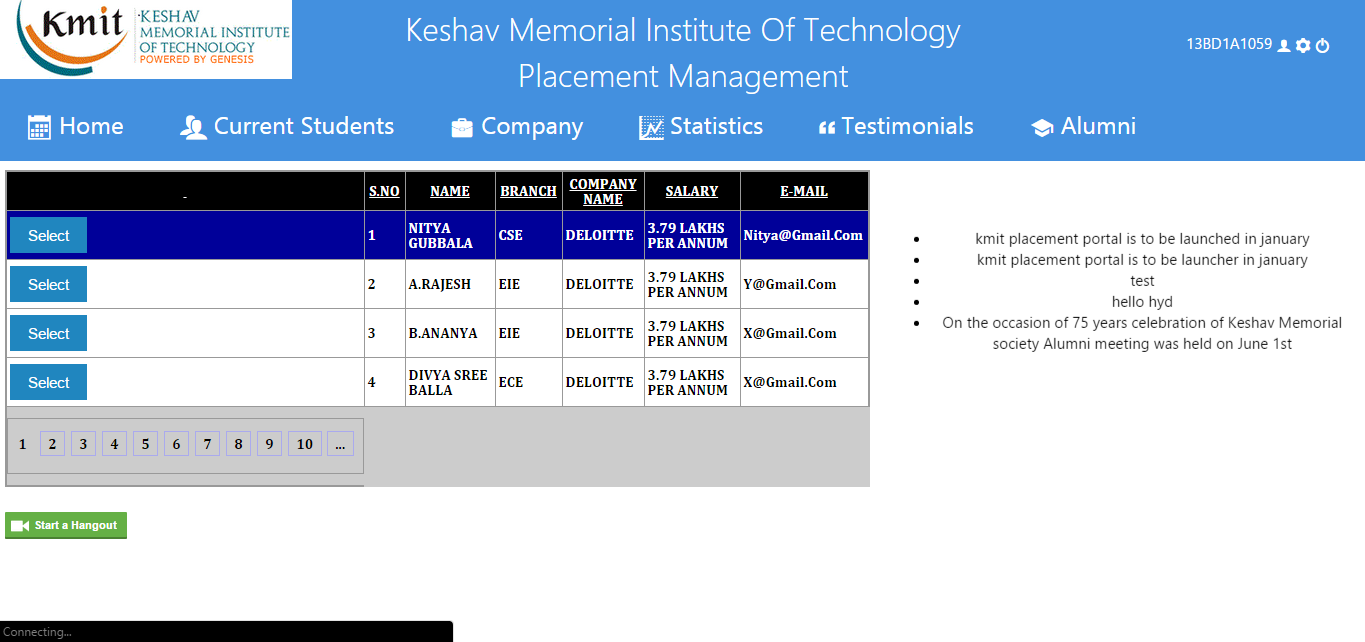 Kmit
KESHAV
MEMORIAL INSTITUTE
OF TECHNOLOGY
POWERED BY GENESIS
Keshav Memorial Institute Of Technology
Placement Management
13BD1A1059
Home Current Students Company Statistics Testimonials Alumni
S.NO NAME BRANCH COMPANY NAME SALARY E-MAIL
Select 1 NITYA GUBBALA CSE DELOITTE 3.79 LAKHS PER ANNUM Nitya@Gmail.Com
Select 2 A.RAJESH EIE DELOITTE 3.79 LAKHS PER ANNUM Y@Gmail.Com
Select 3 B.ANANYA EIE DELOITTE 3.79 LAKHS PER ANNUM X@Gmail.Com
Select 4 DIVYA SREE BALLA ECE DELOITTE 3.79 LAKHS PER ANNUM X@Gmail.Com
1 2 3 4 5 6 7 8 9 10 ...
• kmit placement portal is to be launched in january
• kmit placement portal is to be launcher in january
• test
• hello hyd
• On the occasion of 75 years celebration of Keshav Memorial
society Alumni meeting was held on June 1st
Start a Hangout
Connecting...